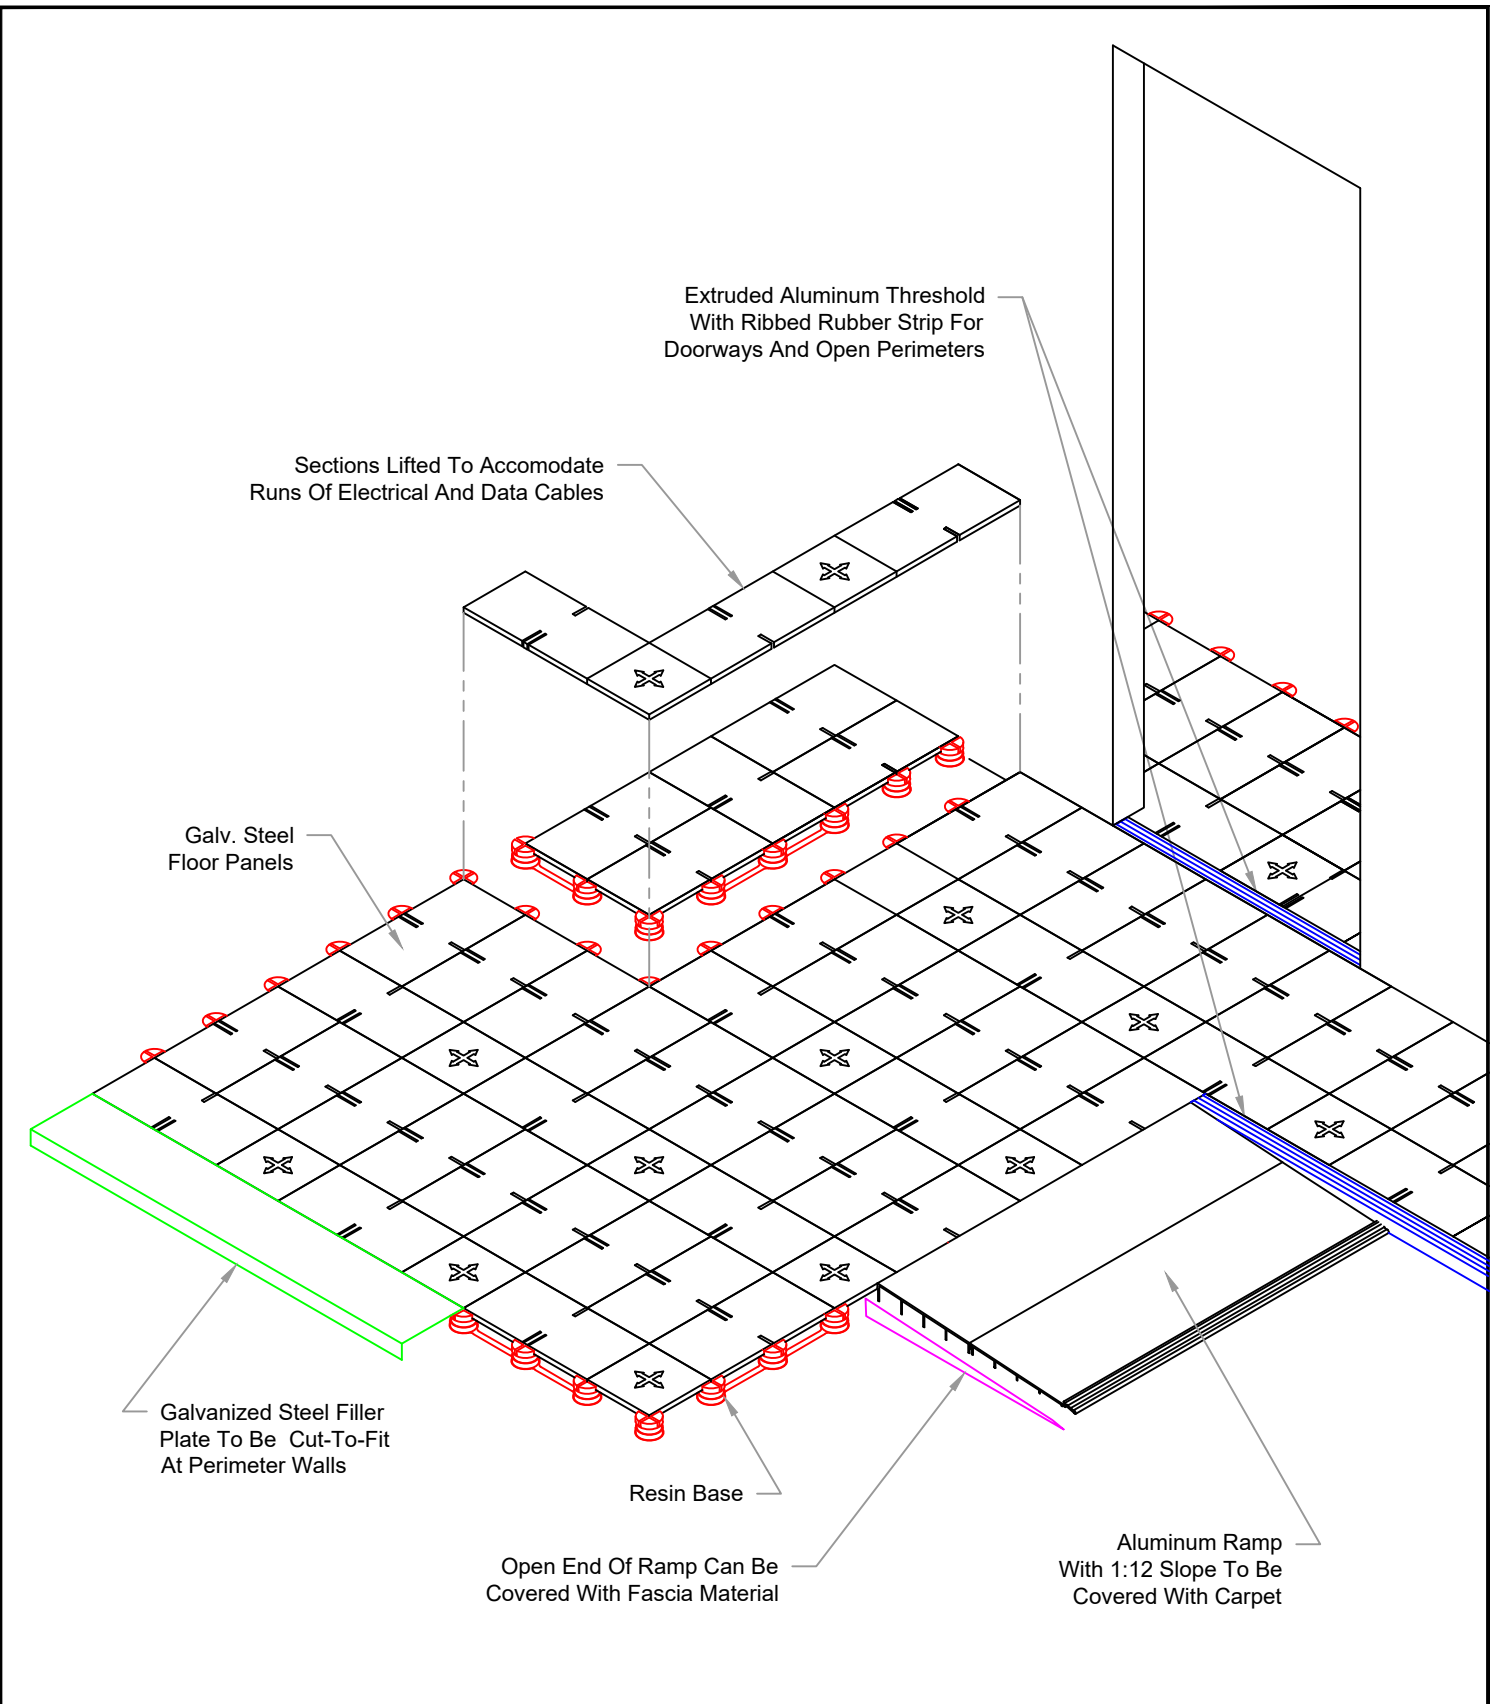 Extruded Aluminum Threshold
With Ribbed Rubber Strip For
Doorways And Open Perimeters
Sections Lifted To Accomodate
Runs Of Electrical And Data Cables
Galv. Steel
Floor Panels
Galvanized Steel Filler
Plate To Be  Cut-To-Fit
At Perimeter Walls
Resin Base
Open End Of Ramp Can Be
Covered With Fascia Material
Aluminum Ramp
With 1:12 Slope To Be
Covered With Carpet